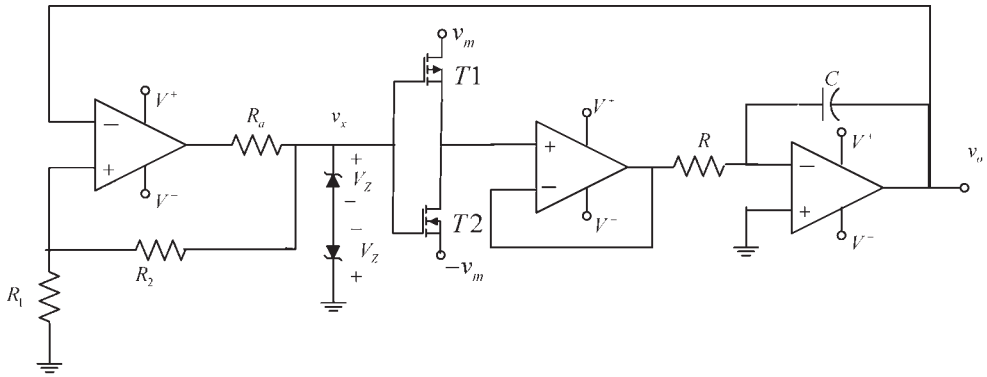 v_m
T1
C
V^+
V^+
V^+
R_a
v_x
R
v_o
−
+
+
V_Z
−
+
−
−
+
V^−
V^−
V^−
−
V_Z
+
T2
R_2
−v_m
R_1